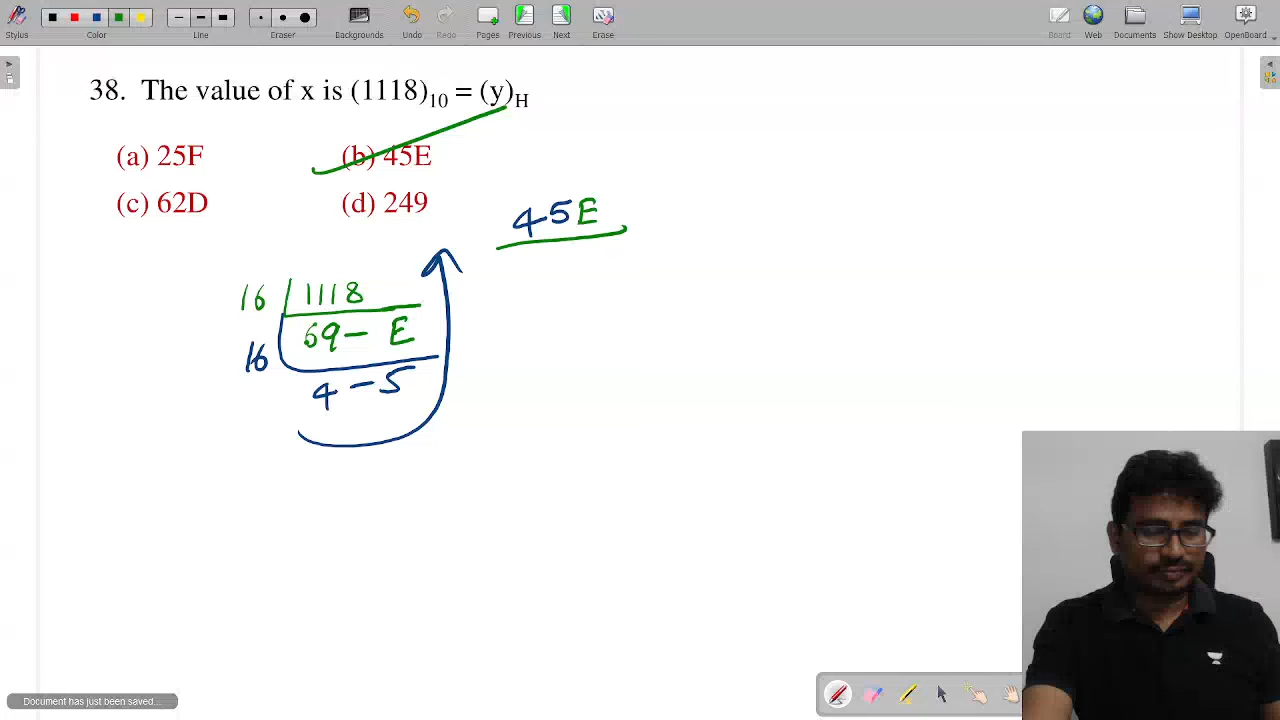 Stylus Color Line Eraser Backgrounds Undo Redo Pages Previous Next Erase Board Web Documents Show Desktop OpenBoard
38. The value of x is (1118)10 = (y)H
(a) 25F (b) 45E
(c) 62D (d) 249
45E
16 1118
16 69 - E
4 - 5
Document has just been saved...